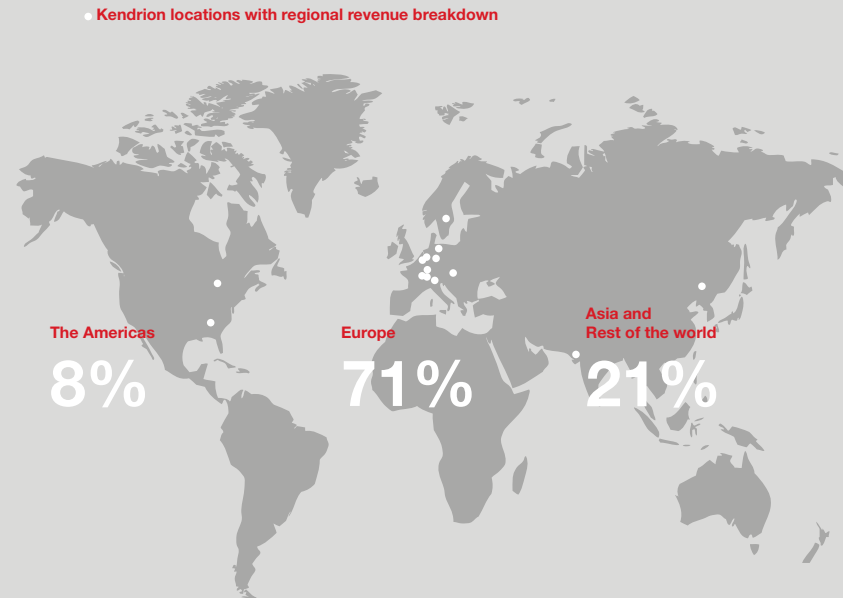 Kendrion locations with regional revenue breakdown
The Americas
8%
Europe
71%
Asia and
Rest of the world
21%